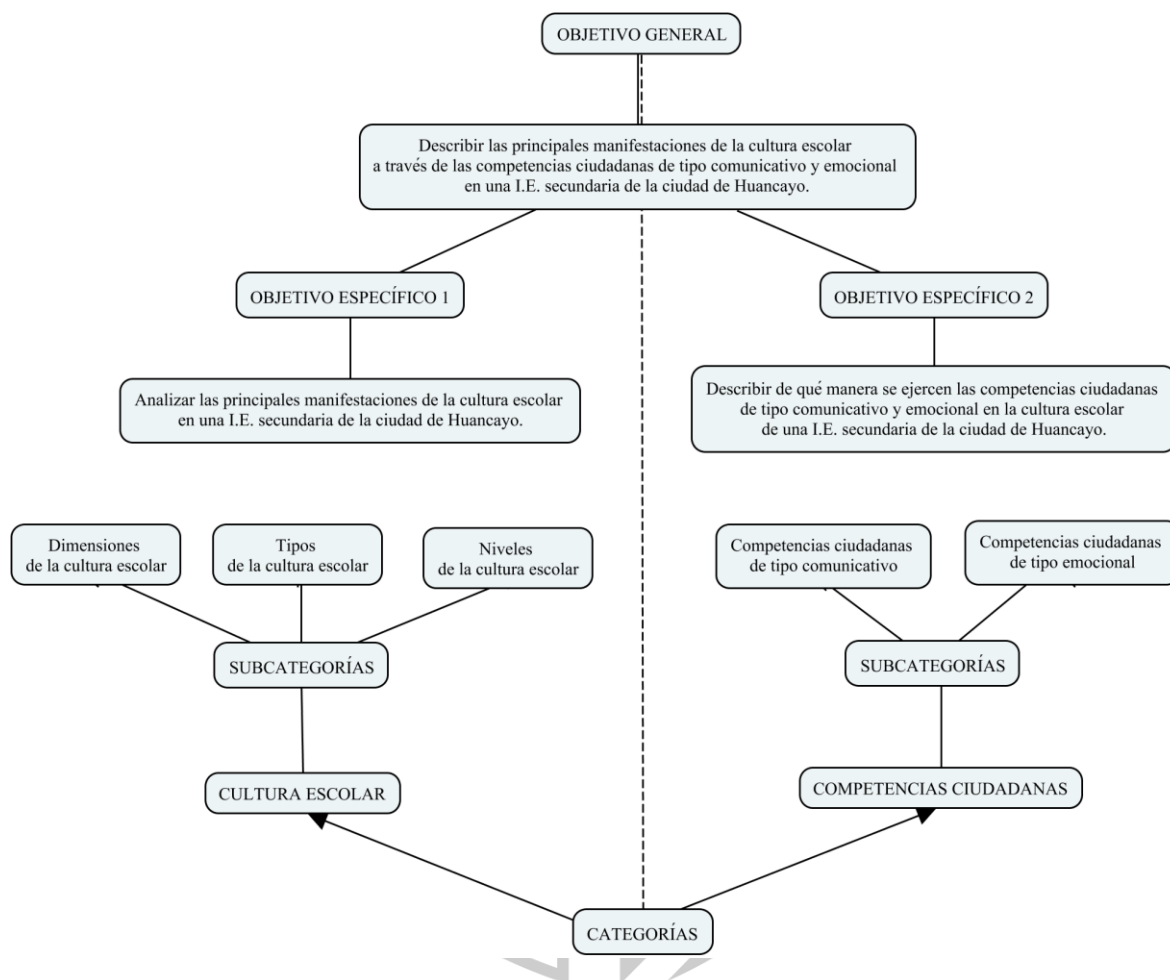 OBJETIVO GENERAL
Describir las principales manifestaciones de la cultura escolar
a través de las competencias ciudadanas de tipo comunicativo y emocional
en una I.E. secundaria de la ciudad de Huancayo.
OBJETIVO ESPECÍFICO 1
OBJETIVO ESPECÍFICO 2
Analizar las principales manifestaciones de la cultura escolar
en una I.E. secundaria de la ciudad de Huancayo.
Describir de qué manera se ejercen las competencias ciudadanas
de tipo comunicativo y emocional en la cultura escolar
de una I.E. secundaria de la ciudad de Huancayo.
Dimensiones
de la cultura escolar
Tipos
de la cultura escolar
Niveles
de la cultura escolar
Competencias ciudadanas
de tipo comunicativo
Competencias ciudadanas
de tipo emocional
SUBCATEGORÍAS
SUBCATEGORÍAS
CULTURA ESCOLAR
COMPETENCIAS CIUDADANAS
CATEGORÍAS